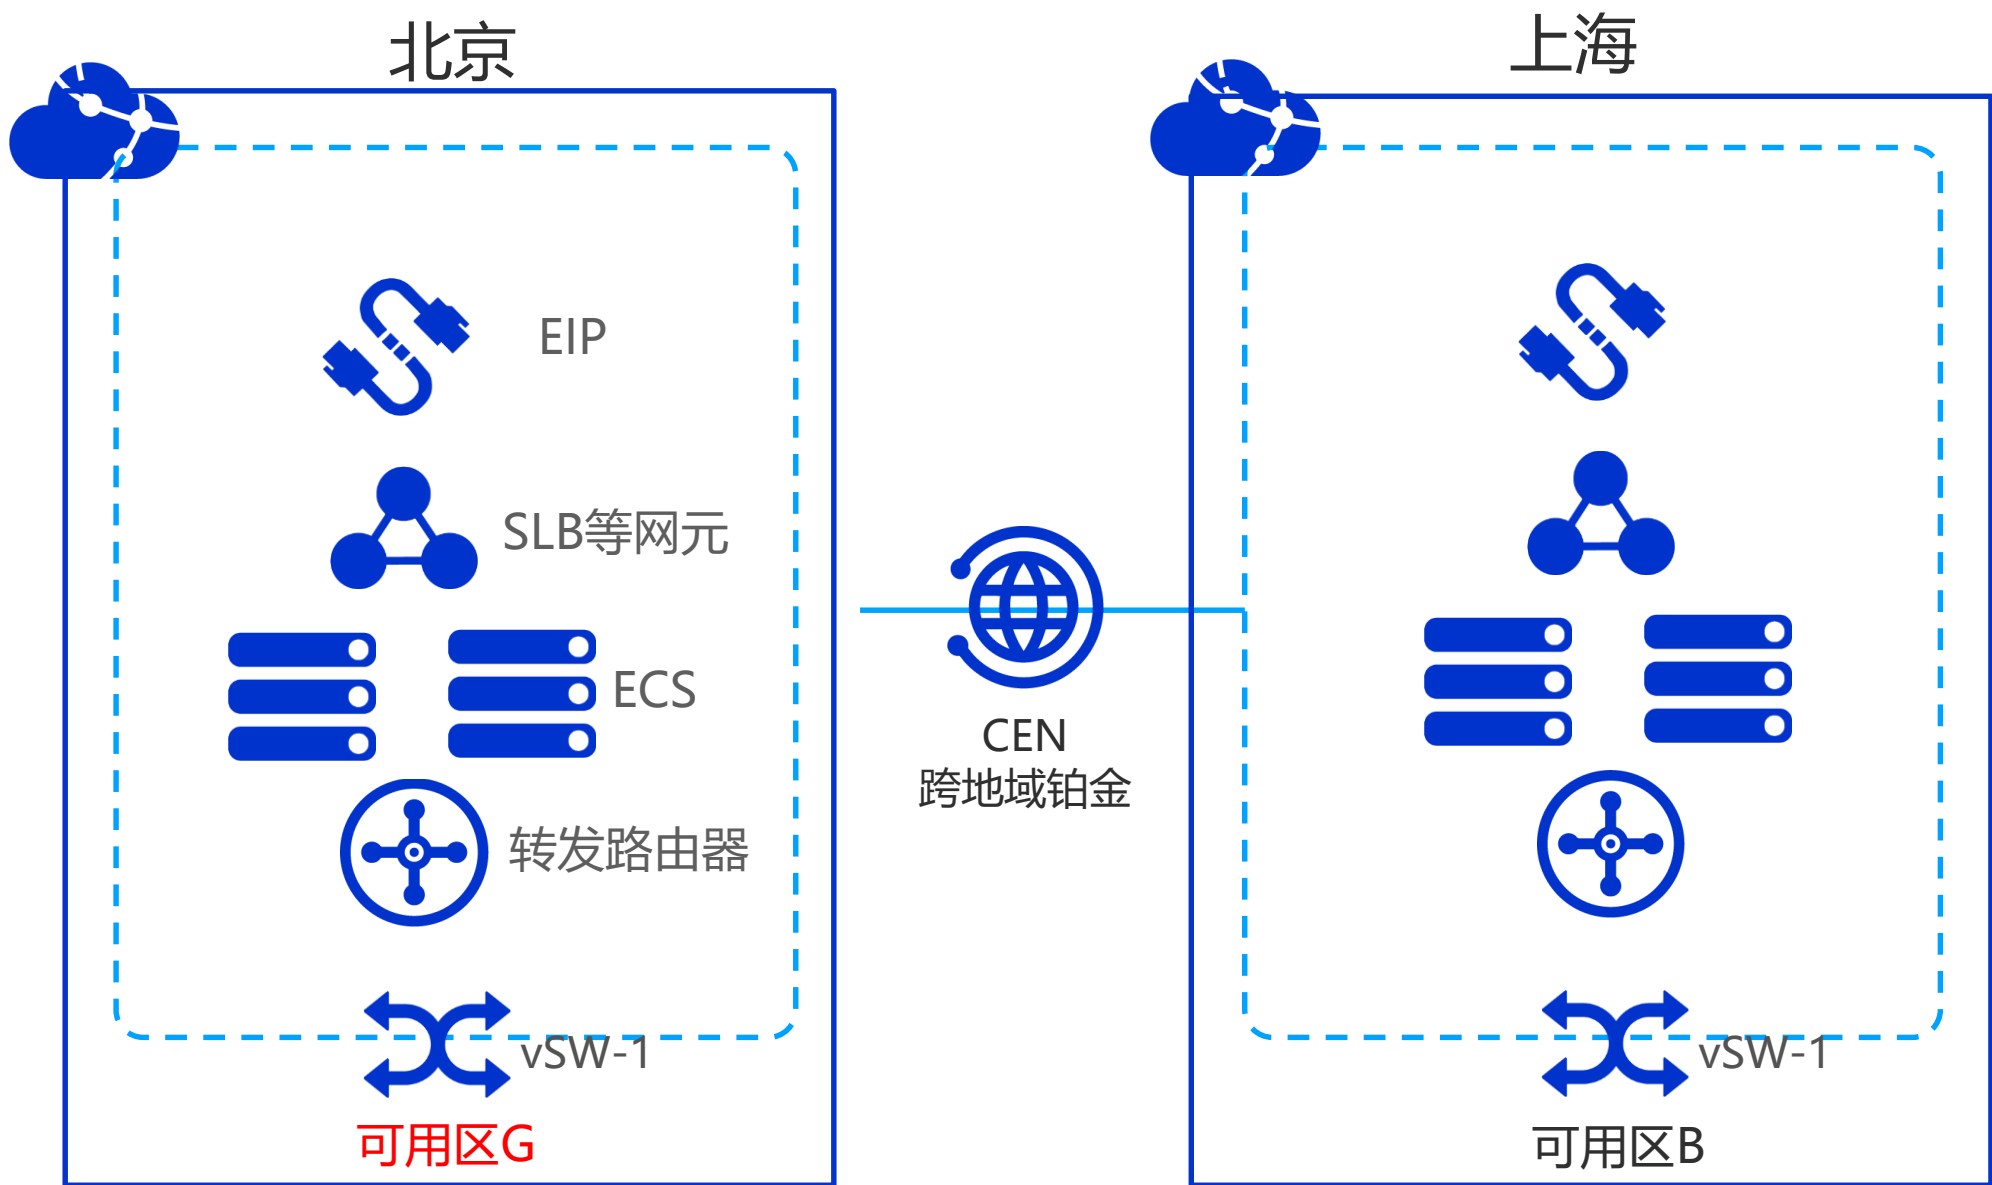 北京
上海
EIP
SLB等网元
ECS
转发路由器
vSW-1
可用区G
CEN
跨地域铂金
vSW-1
可用区B